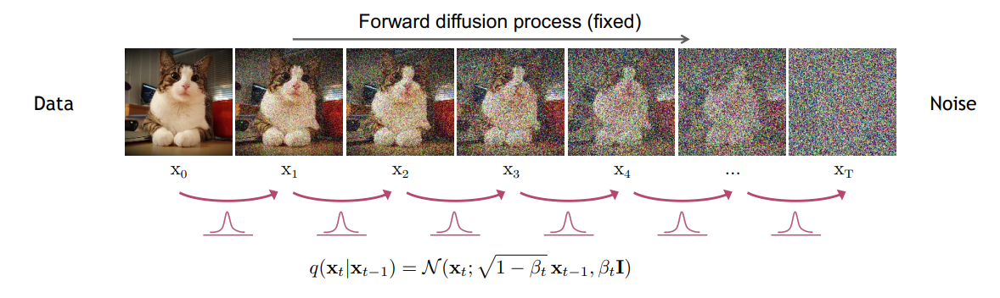 Forward diffusion process (fixed)
Data
Noise
x₀ x₁ x₂ x₃ x₄ ... x_T
q(𝐱ₜ|𝐱ₜ₋₁) = 𝒩(𝐱ₜ; √(1 − βₜ) 𝐱ₜ₋₁, βₜ𝐈)